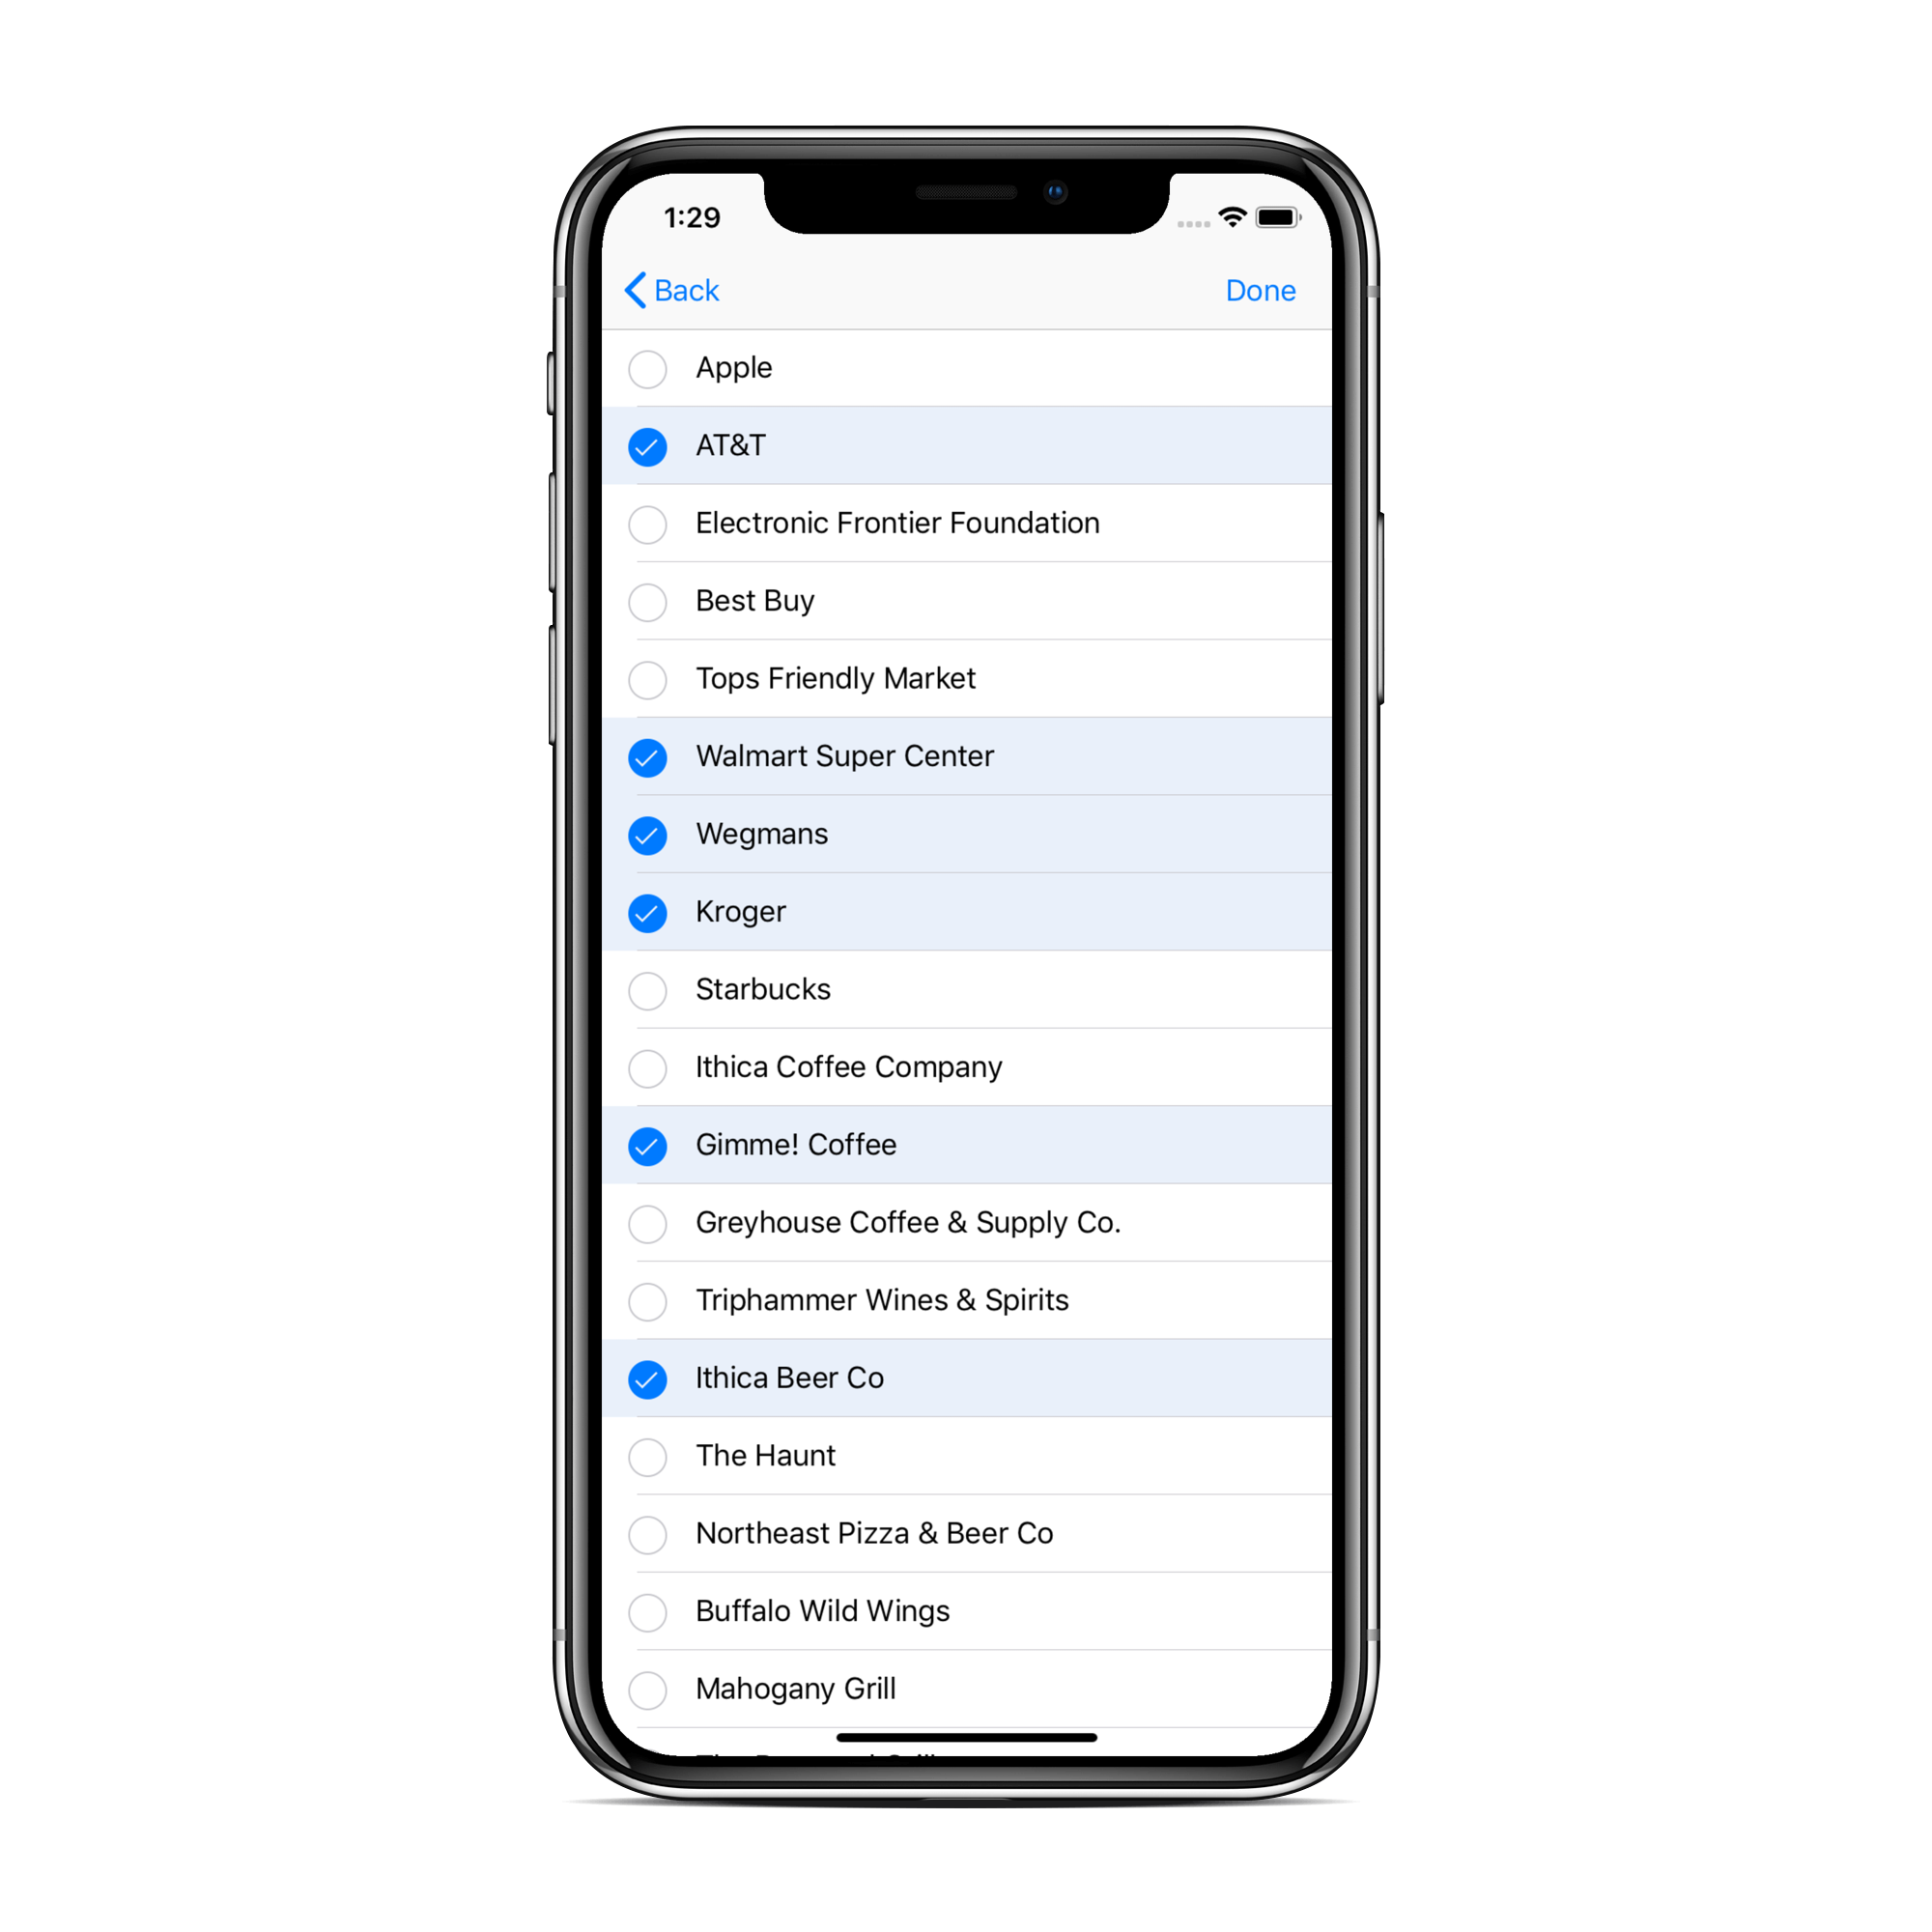 1:29
Back
Done
Apple
AT&T
Electronic Frontier Foundation
Best Buy
Tops Friendly Market
Walmart Super Center
Wegmans
Kroger
Starbucks
Ithica Coffee Company
Gimme! Coffee
Greyhouse Coffee & Supply Co.
Triphammer Wines & Spirits
Ithica Beer Co
The Haunt
Northeast Pizza & Beer Co
Buffalo Wild Wings
Mahogany Grill